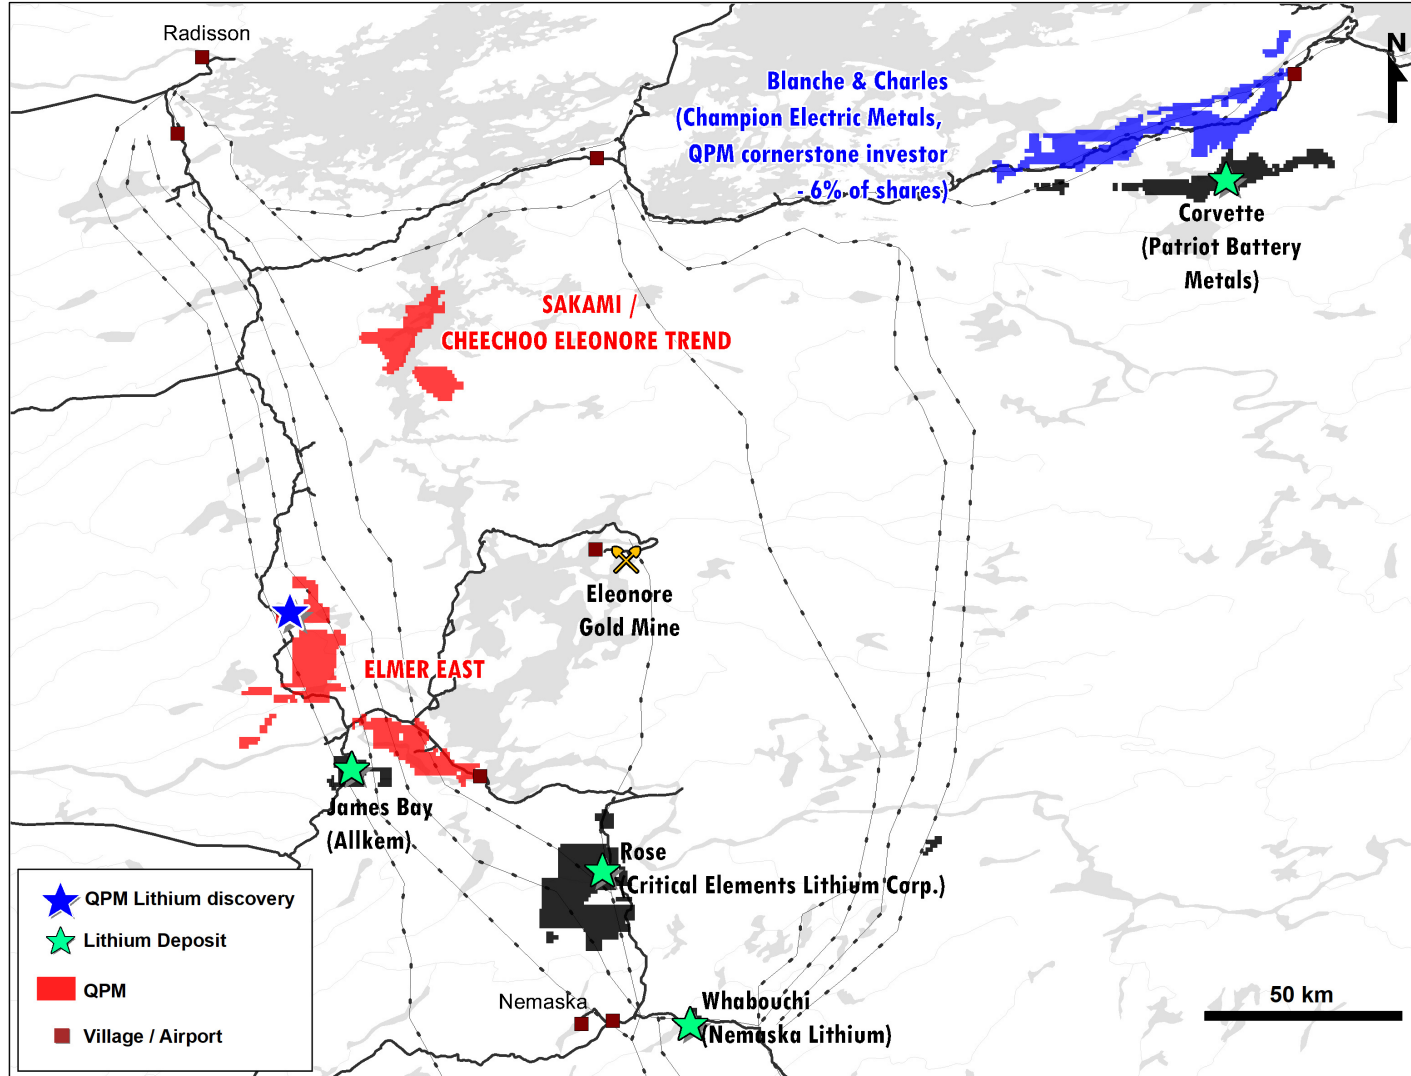 Radisson
N
Blanche & Charles
(Champion Electric Metals,
QPM cornerstone investor
- 6% of shares)
Corvette
(Patriot Battery
Metals)
SAKAMI /
CHEECHOO ELEONORE TREND
Eleonore
Gold Mine
ELMER EAST
James Bay
(Allkem)
Rose
(Critical Elements Lithium Corp.)
QPM Lithium discovery
Lithium Deposit
QPM
Village / Airport
Nemaska
Whabouchi
(Nemaska Lithium)
50 km